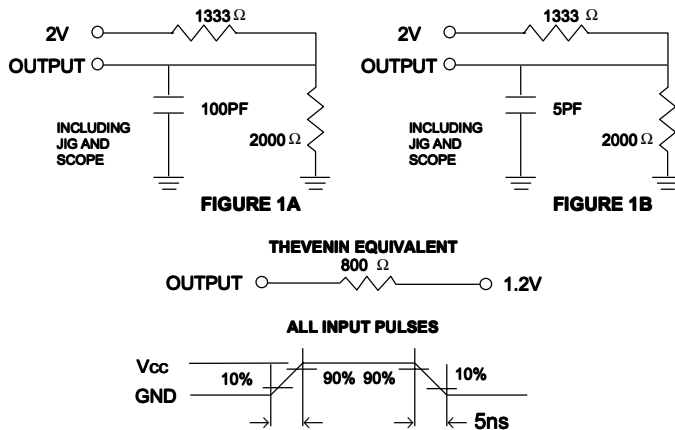 1333 Ω
2V
OUTPUT
100PF
INCLUDING
JIG AND
SCOPE
2000 Ω
FIGURE 1A
1333 Ω
2V
OUTPUT
5PF
INCLUDING
JIG AND
SCOPE
2000 Ω
FIGURE 1B
THEVENIN EQUIVALENT
800 Ω
OUTPUT
1.2V
ALL INPUT PULSES
Vcc
10% 90% 90% 10%
GND
5ns